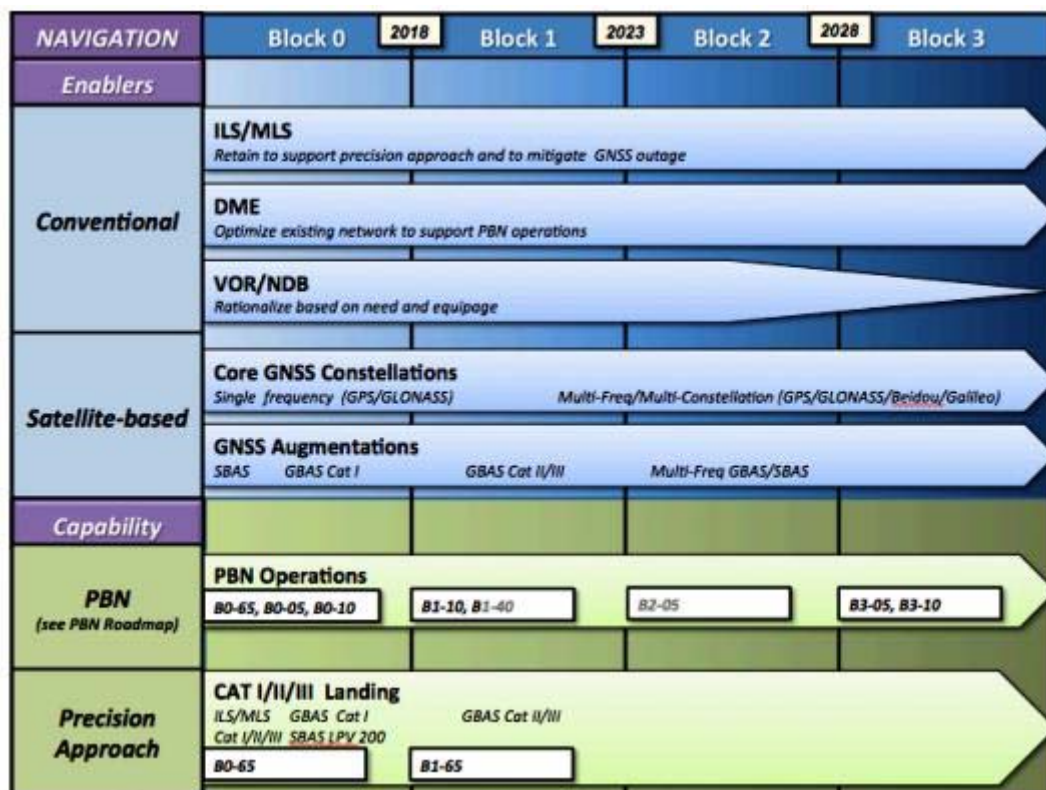 NAVIGATION Block 0 2018 Block 1 2023 Block 2 2028 Block 3
Enablers
Conventional
ILS/MLS
Retain to support precision approach and to mitigate GNSS outage
DME
Optimize existing network to support PBN operations
VOR/NDB
Rationalize based on need and equipage
Satellite-based
Core GNSS Constellations
Single frequency (GPS/GLONASS) Multi-Freq/Multi-Constellation (GPS/GLONASS/Beidou/Galileo)
GNSS Augmentations
SBAS GBAS Cat I GBAS Cat II/III Multi-Freq GBAS/SBAS
Capability
PBN
(see PBN Roadmap)
PBN Operations
B0-65, B0-05, B0-10 B1-10, B1-40 B2-05 B3-05, B3-10
Precision
Approach
CAT I/II/III Landing
ILS/MLS GBAS Cat I GBAS Cat II/III
Cat I/II/III SBAS LPV 200
B0-65 B1-65